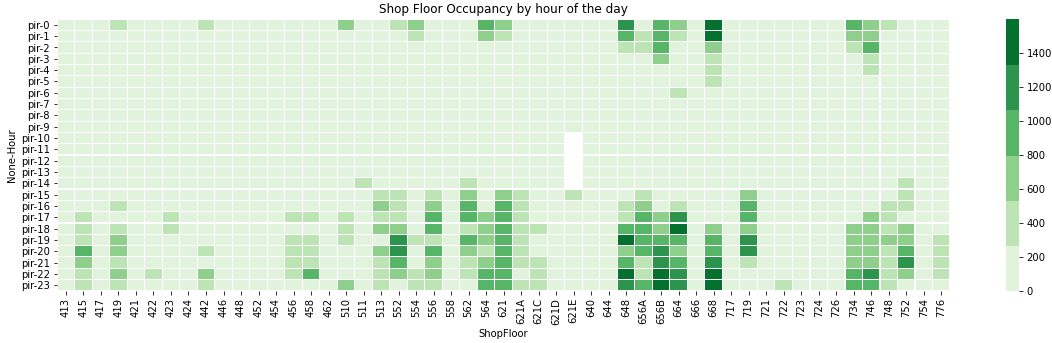 Shop Floor Occupancy by hour of the day
None-Hour
pir-0
pir-1
pir-2
pir-3
pir-4
pir-5
pir-6
pir-7
pir-8
pir-9
pir-10
pir-11
pir-12
pir-13
pir-14
pir-15
pir-16
pir-17
pir-18
pir-19
pir-20
pir-21
pir-22
pir-23
413
415
417
419
421
422
423
424
442
446
448
452
454
456
458
462
510
511
513
552
554
556
558
562
564
621
621A
621C
621D
621E
640
644
648
656A
656B
664
666
668
717
719
721
722
723
724
726
734
746
748
752
754
776
ShopFloor
1400
1200
1000
800
600
400
200
0